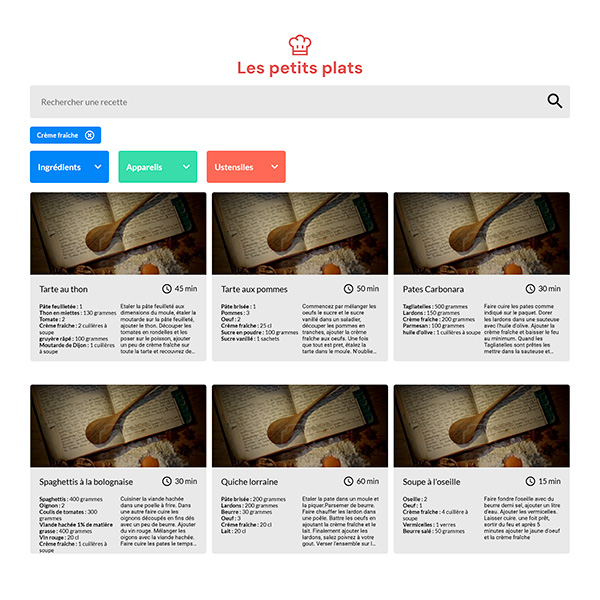 Les petits plats
Rechercher une recette
Crème fraîche
Ingrédients
Appareils
Ustensiles
Tarte au thon
45 min
Pâte feuilletée : 1
Thon en miettes : 130 grammes
Tomate : 2
Crème fraîche : 2 cuillères à
soupe
gruyère râpé : 100 grammes
Moutarde de Dijon : 1 cuillères à
soupe
Etaler la pâte feuilleté aux
dimensions du moule, étaler la
moutarde sur la pâte feuilleté,
ajouter le thon. Découper les
tomates en rondelles et les
poser sur le poisson, ajouter
un peu de crème fraîche sur
toute la tarte et recouvrez de...
Tarte aux pommes
50 min
Pâte brisée : 1
Pommes : 3
Oeuf : 2
Crème fraîche : 25 cl
Sucre en poudre : 100 grammes
Sucre vanillé : 1 sachets
Commencez par mélanger les
oeufs le sucre et le sucre
vanillé dans un saladier,
découper les pommes en
tranches, ajouter la crème
fraîche aux oeufs. Une fois
que tout est pret, étalez la
tarte dans le moule. N'oublie...
Pates Carbonara
30 min
Tagliatelles : 500 grammes
Lardons : 150 grammes
Crème fraîche : 200 grammes
Parmesan : 100 grammes
huile d'olive : 1 cuillères à soupe
Faire cuire les pates comme
indiqué sur le paquet. Dorer
les lardons dans une sauteuse
avec l'huile d'olive. Ajouter la
crème fraîche et baisser le feu
au minimum. Quand les
Tagliatelles sont prêtes les
mettre dans la sauteuse et...
Spaghettis à la bolognaise
30 min
Spaghettis : 400 grammes
Oignon : 2
Coulis de tomates : 300
grammes
Viande hachée 1% de matière
grasse : 400 grammes
Vin rouge : 20 cl
Crème fraîche : 1 cuillères à
soupe
Cuisiner la viande hachée
dans une poelle à frire. Dans
une autre faire cuire les
oignons découpés en fins dés
avec un peu de beurre. Ajouter
du vin rouge. Mélanger les
oigons avec la viande hachée.
Faire cuire les pates le temps...
Quiche lorraine
60 min
Pâte brisée : 200 grammes
Lardons : 200 grammes
Beurre : 30 grammes
Oeuf : 3
Crème fraîche : 20 cl
Lait : 20 cl
Etaler la pate dans un moule et
la piquer.Parsemer de beurre.
Faire chauffer les lardon dans
une poêle. Battre les oeufs en
ajoutant la crème fraîche et le
lait. Finalement ajouter les
lardons, salez poivrez à votre
gout. Verser l'ensemble sur l...
Soupe à l'oseille
15 min
Oseille : 2
Oeuf : 1
Crème fraîche : 4 cuillère à
soupe
Vermicelles : 1 verres
Beurre salé : 50 grammes
Faire fondre l'oseille avec du
beurre demi sel, ajouter un litre
d'eau. Ajouter les vermicelles.
Laisser cuire. une foit prêt,
sortir du feu et après 5
minutes ajouter le jaune d'oeuf
et la crème fraîche